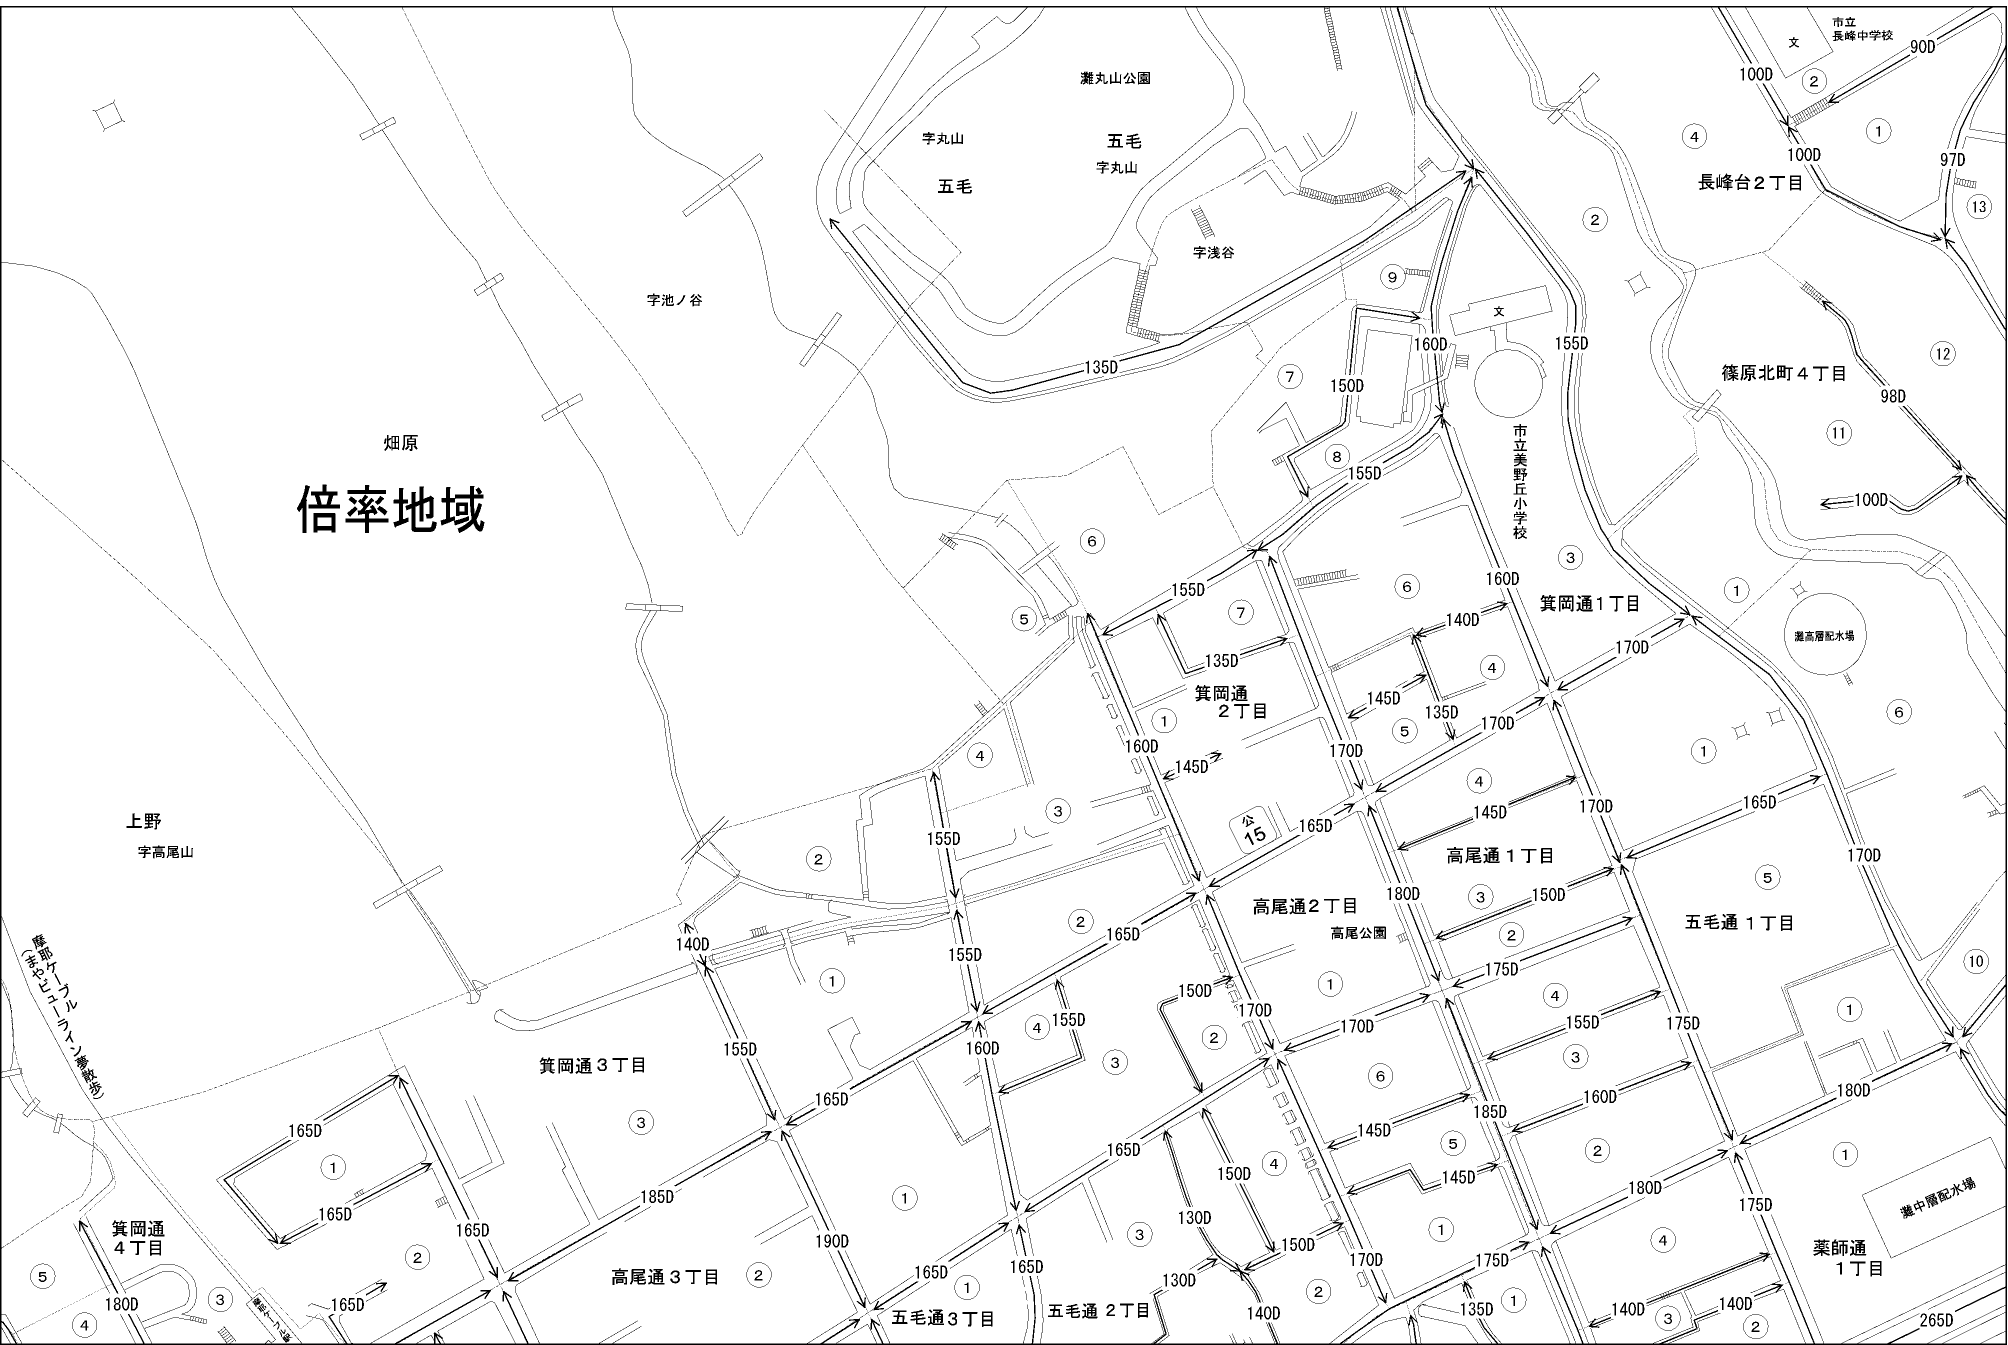 市立
長峰中学校
文
90D
100D
2
灘丸山公園
1
4
字丸山
五毛
100D
97D
字丸山
長峰台2丁目
五毛
13
2
字浅谷
9
字池ノ谷
文
160D
155D
12
135D
篠原北町4丁目
7
150D
98D
11
畑原
市立美野丘小学校
8
155D
倍率地域
100D
6
3
160D
6
155D
1
箕岡通1丁目
7
5
140D
灘高層配水場
170D
135D
4
箕岡通
2丁目
145D
135D
6
1
170D
5
160D
170D
1
4
145D
4
165D
170D
3
145D
公
15
165D
上野
字高尾山
155D
高尾通1丁目
170D
2
5
180D
150D
3
高尾通2丁目
2
五毛通1丁目
165D
高尾公園
2
140D
155D
10
175D
1
150D
1
4
170D
1
155D
4
170D
155D
175D
2
160D
155D
3
3
箕岡通3丁目
6
180D
165D
160D
185D
3
165D
145D
5
165D
2
1
1
4
150D
145D
180D
185D
1
165D
130D
175D
箕岡通
4丁目
165D
190D
3
150D
1
4
灘中層配水場
2
170D
175D
薬師通
1丁目
5
高尾通3丁目
2
165D
165D
130D
1
2
180D
3
165D
五毛通3丁目
五毛通2丁目
140D
135D
1
140D
140D
4
3
2
265D
摩耶ケーブル
(まやビューライン夢散歩)